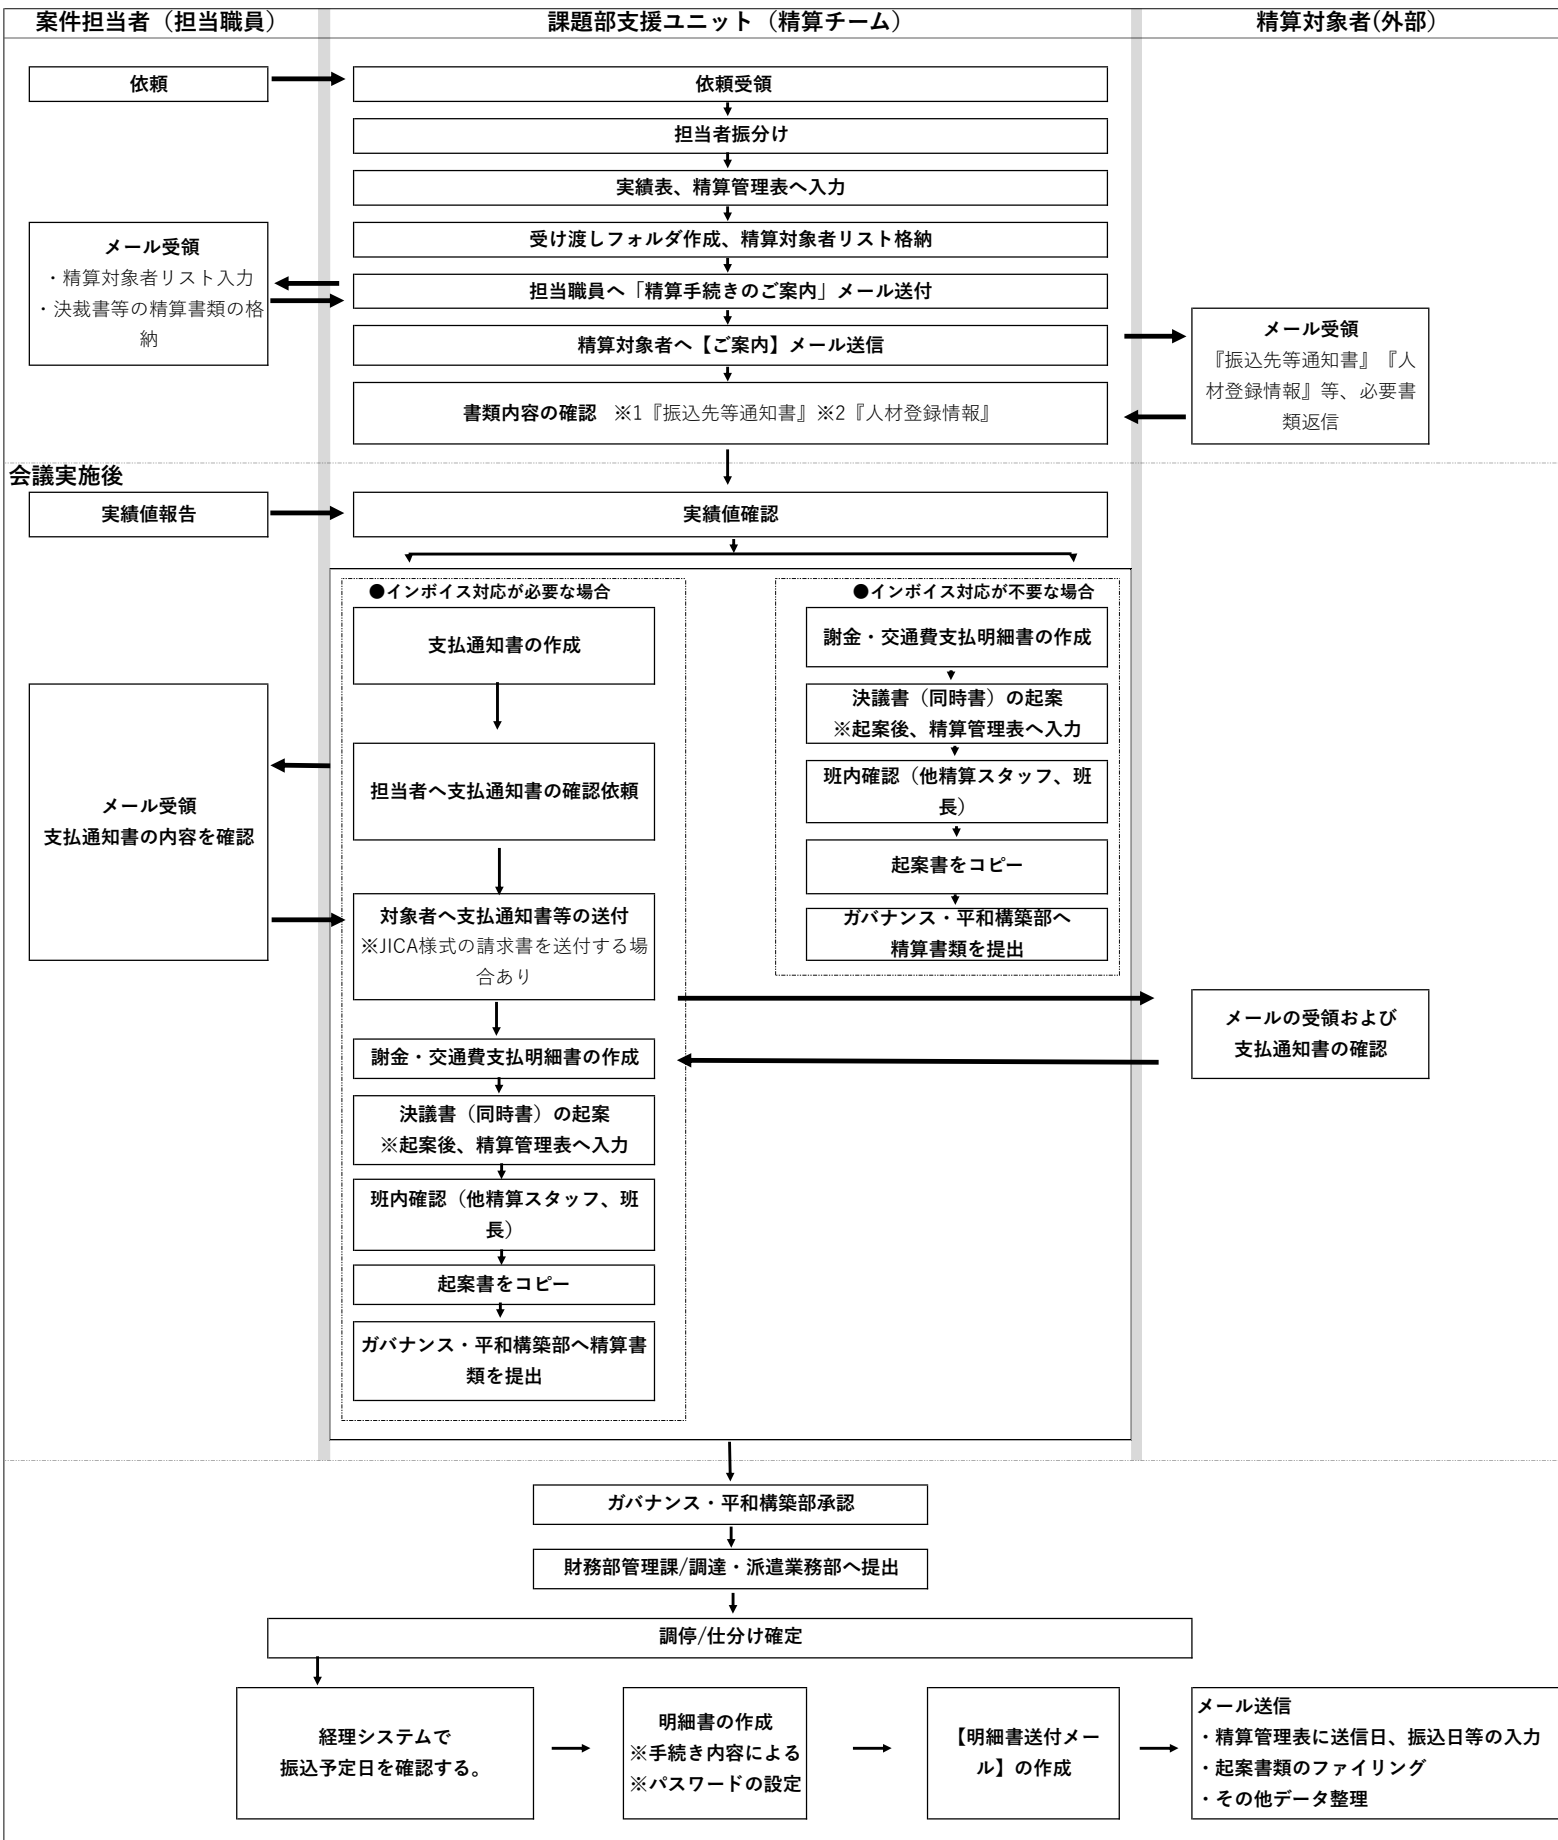 案件担当者（担当職員）
課題部支援ユニット（精算チーム）
精算対象者(外部）
依頼
依頼受領
担当者振分け
実績表、精算管理表へ入力
受け渡しフォルダ作成、精算対象者リスト格納
メール受領
・精算対象者リスト入力
・決裁書等の精算書類の格
納
担当職員へ「精算手続きのご案内」メール送付
精算対象者へ【ご案内】メール送信
メール受領
『振込先等通知書』『人
材登録情報』等、必要書
類返信
書類内容の確認　※1『振込先等通知書』※2『人材登録情報』
会議実施後
実績値報告
実績値確認
●インボイス対応が必要な場合
支払通知書の作成
担当者へ支払通知書の確認依頼
メール受領
支払通知書の内容を確認
対象者へ支払通知書等の送付
※JICA様式の請求書を送付する場
合あり
謝金・交通費支払明細書の作成
決議書（同時書）の起案
※起案後、精算管理表へ入力
班内確認（他精算スタッフ、班
長）
起案書をコピー
ガバナンス・平和構築部へ精算書
類を提出
●インボイス対応が不要な場合
謝金・交通費支払明細書の作成
決議書（同時書）の起案
※起案後、精算管理表へ入力
班内確認（他精算スタッフ、班
長）
起案書をコピー
ガバナンス・平和構築部へ
精算書類を提出
メールの受領および
支払通知書の確認
ガバナンス・平和構築部承認
財務部管理課/調達・派遣業務部へ提出
調停/仕分け確定
経理システムで
振込予定日を確認する。
明細書の作成
※手続き内容による
※パスワードの設定
【明細書送付メー
ル】の作成
メール送信
・精算管理表に送信日、振込日等の入力
・起案書類のファイリング
・その他データ整理